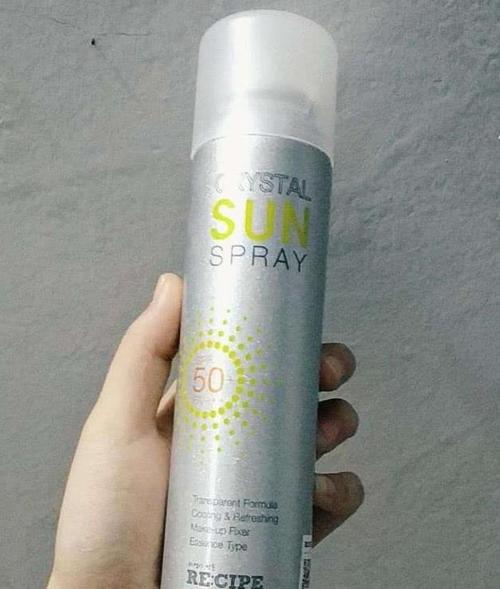 CRYSTAL
SUN
SPRAY
50
Transparent Formula
Cooling & Refreshing
Make-up Fixer
Essence Type
RE:CIPE